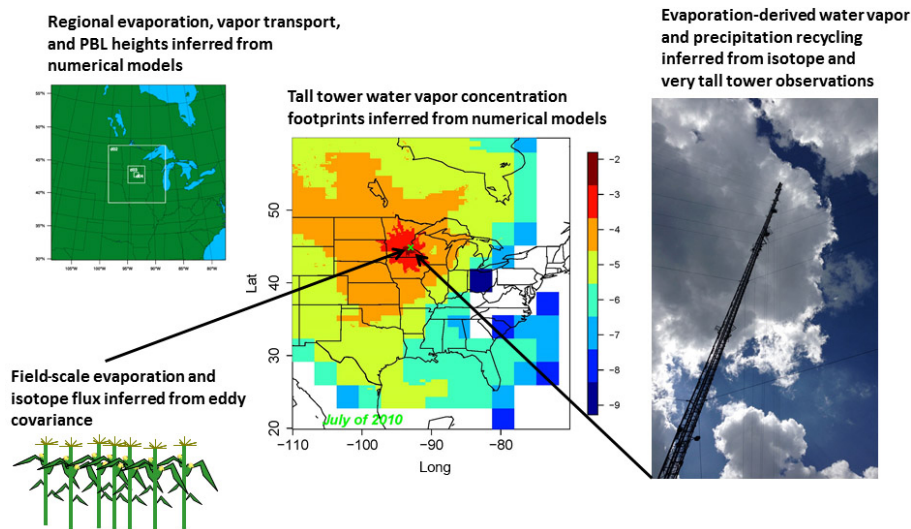 Regional evaporation, vapor transport,
and PBL heights inferred from
numerical models
Evaporation-derived water vapor
and precipitation recycling
inferred from isotope and
very tall tower observations
Tall tower water vapor concentration
footprints inferred from numerical models
-2
-3
-4
-5
-6
-7
-8
-9
Lat
50
40
30
20
July of 2010
-110
-100
-90
-80
Long
Field-scale evaporation and
isotope flux inferred from eddy
covariance